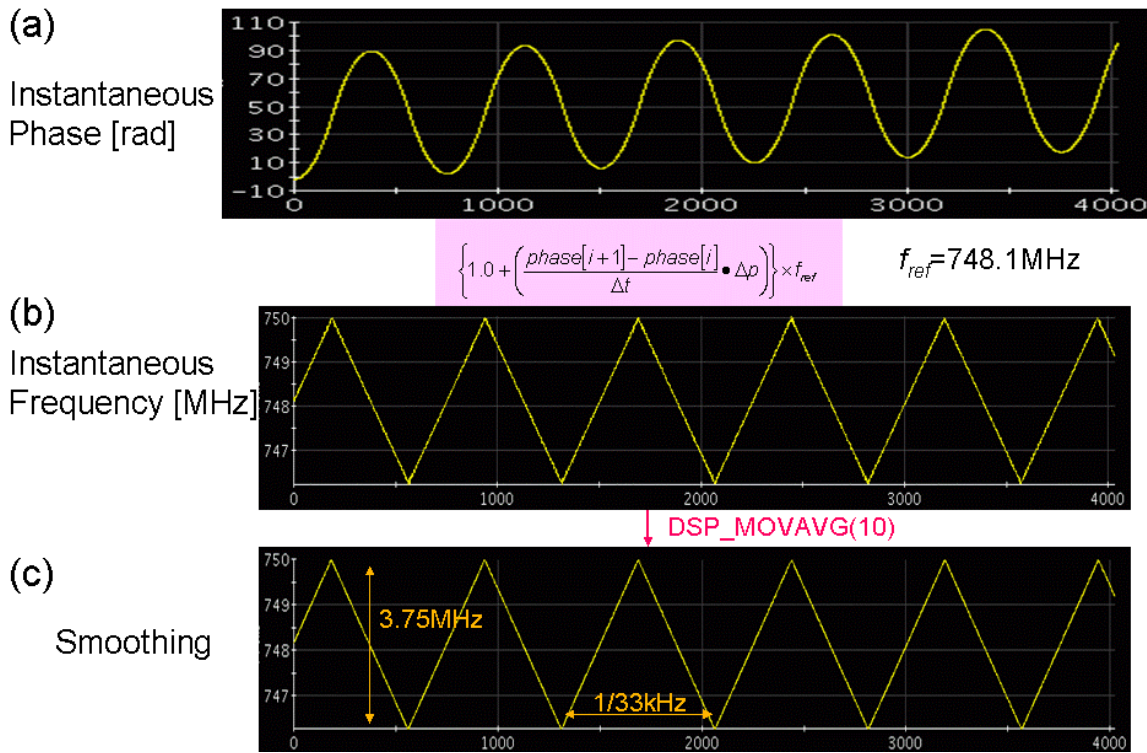 (a)
Instantaneous
Phase [rad]
110
90
70
50
30
10
-10
0
1000
2000
3000
4000
{1.0+(phase[i+1]−phase[i]/Δt•Δp)}×f_ref
f_ref=748.1MHz
(b)
Instantaneous
Frequency [MHz]
750
749
748
747
0
1000
2000
3000
4000
DSP_MOVAVG(10)
(c)
Smoothing
750
749
748
747
3.75MHz
1/33kHz
0
1000
2000
3000
4000